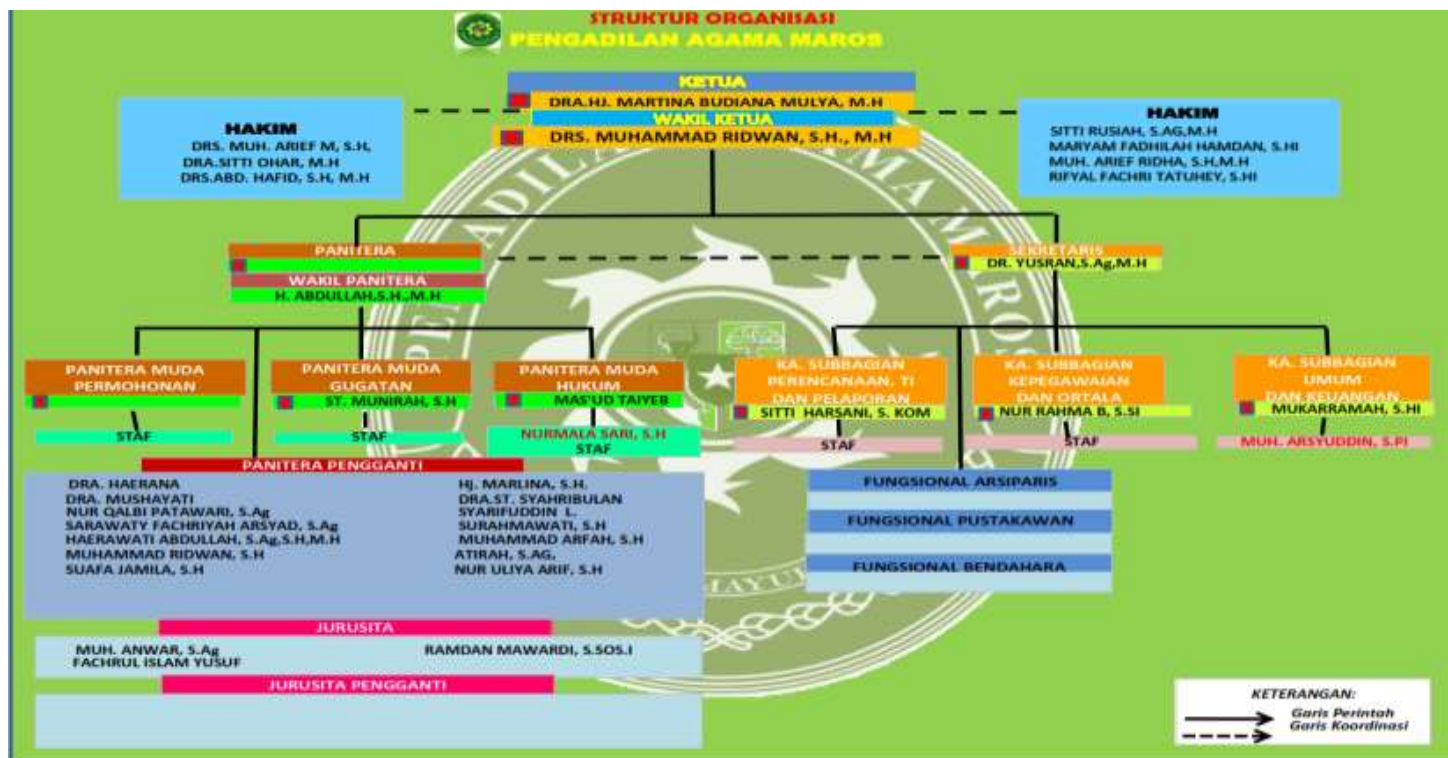 STRUKTUR ORGANISASI
PENGADILAN AGAMA MAROS
KETUA
DRA.HJ. MARTINA BUDIANA MULYA, M.H
WAKIL KETUA
DRS. MUHAMMAD RIDWAN, S.H., M.H
HAKIM
DRS. MUH. ARIEF M, S.H,
DRA.SITTI OHAR, M.H
DRS.ABD. HAFID, S.H, M.H
HAKIM
SITTI RUSIAH, S.AG,M.H
MARYAM FADHILAH HAMDAN, S.HI
MUH. ARIEF RIDHA, S.H,M.H
RIFYAL FACHRI TATUHEY, S.HI
PANITERA
WAKIL PANITERA
H. ABDULLAH,S.H.,M.H
SEKRETARIS
DR. YUSRAN,S.Ag,M.H
PANITERA MUDA
PERMOHONAN
STAF
PANITERA MUDA
GUGATAN
ST. MUNIRAH, S.H
STAF
PANITERA MUDA
HUKUM
MAS'UD TAIYEB
NURMALA SARI, S.H
STAF
KA. SUBBAGIAN
PERENCANAAN, TI
DAN PELAPORAN
SITTI HARSANI, S. KOM
STAF
KA. SUBBAGIAN
KEPEGAWAIAN
DAN ORTALA
NUR RAHMA B, S.SI
STAF
KA. SUBBAGIAN
UMUM
DAN KEUANGAN
MUKARRAMAH, S.HI
MUH. ARSYUDDIN, S.PI
PANITERA PENGGANTI
DRA. HAERANA
DRA. MUSHAYATI
NUR QALBI PATAWARI, S.Ag
SARAWATY FACHRIYAH ARSYAD, S.Ag
HAERAWATI ABDULLAH, S.Ag,S.H,M.H
MUHAMMAD RIDWAN, S.H
SUAFA JAMILA, S.H
HJ. MARLINA, S.H.
DRA.ST. SYAHRIBULAN
SYARIFUDDIN L.
SURAHMAWATI, S.H
MUHAMMAD ARFAH, S.H
ATIRAH, S.AG,
NUR ULIYA ARIF, S.H
FUNGSIONAL ARSIPARIS
FUNGSIONAL PUSTAKAWAN
FUNGSIONAL BENDAHARA
JURUSITA
MUH. ANWAR, S.Ag
FACHRUL ISLAM YUSUF
RAMDAN MAWARDI, S.SOS.I
JURUSITA PENGGANTI
KETERANGAN:
Garis Perintah
Garis Koordinasi